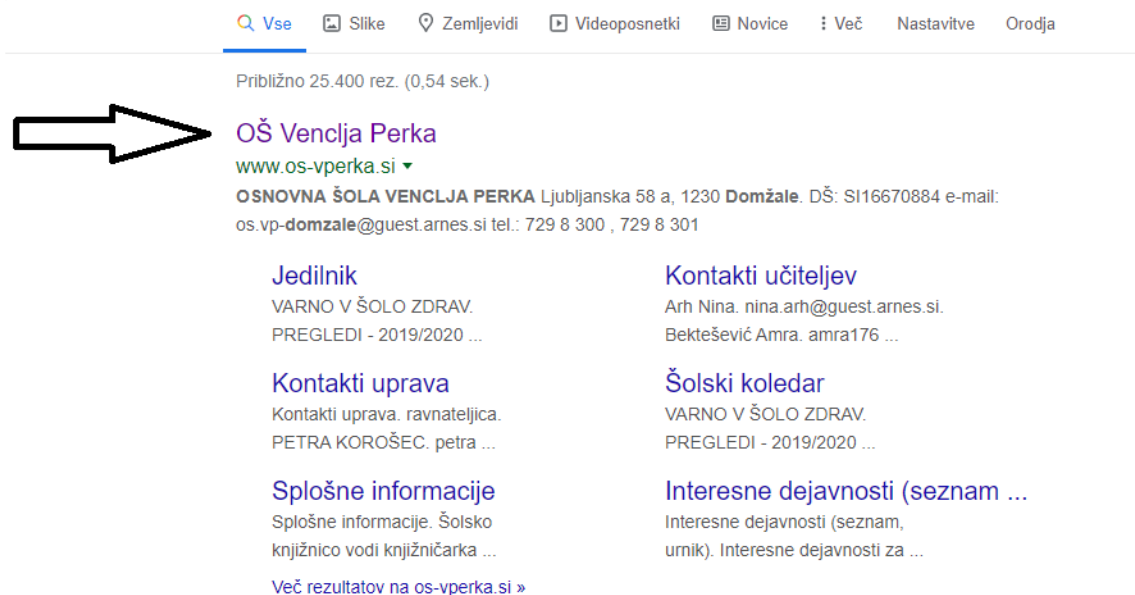 Vse Slike Zemljevidi Videoposnetki Novice Več Nastavitve Orodja
Približno 25.400 rez. (0,54 sek.)
OŠ Venclja Perka
www.os-vperka.si
OSNOVNA ŠOLA VENCLJA PERKA Ljubljanska 58 a, 1230 Domžale. DŠ: SI16670884 e-mail:
os.vp-domzale@guest.arnes.si tel.: 729 8 300 , 729 8 301
Jedilnik
VARNO V ŠOLO ZDRAV.
PREGLEDI - 2019/2020 ...
Kontakti učiteljev
Arh Nina. nina.arh@guest.arnes.si.
Bektešević Amra. amra176 ...
Kontakti uprava
Kontakti uprava. ravnateljica.
PETRA KOROŠEC. petra ...
Šolski koledar
VARNO V ŠOLO ZDRAV.
PREGLEDI - 2019/2020 ...
Splošne informacije
Splošne informacije. Šolsko
knjižnico vodi knjižničarka ...
Interesne dejavnosti (seznam ...
Interesne dejavnosti (seznam,
urnik). Interesne dejavnosti za ...
Več rezultatov na os-vperka.si »